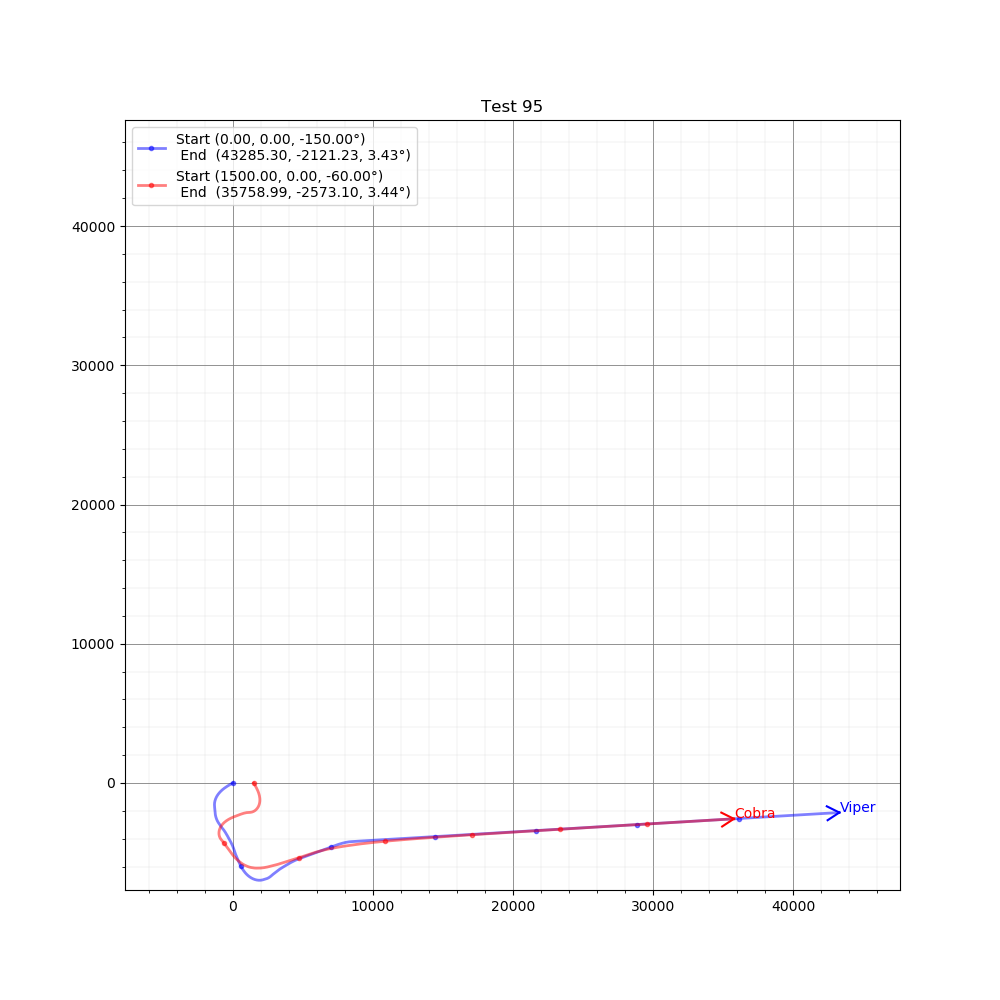 Test 95
Start (0.00, 0.00, -150.00°)
End (43285.30, -2121.23, 3.43°)
Start (1500.00, 0.00, -60.00°)
End (35758.99, -2573.10, 3.44°)
40000
30000
20000
10000
0
Cobra
Viper
0
10000
20000
30000
40000